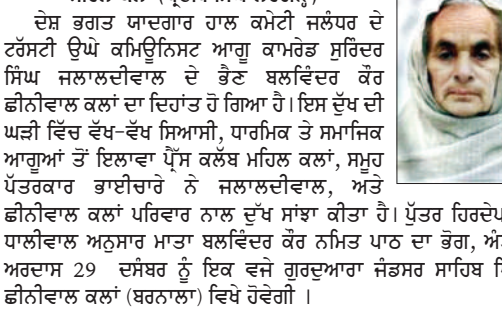 ਦੇਸ਼ ਭਗਤ ਯਾਦਗਾਰ ਹਾਲ ਕਮੇਟੀ ਜਲੰਧਰ ਦੇ
ਟਰੱਸਟੀ ਉਘੇ ਕਮਿਊਨਿਸਟ ਆਗੂ ਕਾਮਰੇਡ ਸੁਰਿੰਦਰ
ਸਿੰਘ ਜਲਾਲਦੀਵਾਲ ਦੇ ਭੈਣ ਬਲਵਿੰਦਰ ਕੌਰ
ਛੀਨੀਵਾਲ ਕਲਾਂ ਦਾ ਦਿਹਾਂਤ ਹੋ ਗਿਆ ਹੈ। ਇਸ ਦੁੱਖ ਦੀ
ਘੜੀ ਵਿੱਚ ਵੱਖ-ਵੱਖ ਸਿਆਸੀ, ਧਾਰਮਿਕ ਤੇ ਸਮਾਜਿਕ
ਆਗੂਆਂ ਤੋਂ ਇਲਾਵਾ ਪ੍ਰੈੱਸ ਕਲੱਬ ਮਹਿਲ ਕਲਾਂ, ਸਮੂਹ
ਪੱਤਰਕਾਰ ਭਾਈਚਾਰੇ ਨੇ ਜਲਾਲਦੀਵਾਲ, ਅਤੇ
ਛੀਨੀਵਾਲ ਕਲਾਂ ਪਰਿਵਾਰ ਨਾਲ ਦੁੱਖ ਸਾਂਝਾ ਕੀਤਾ ਹੈ। ਪੁੱਤਰ ਹਿਰਦੇਪ
ਧਾਲੀਵਾਲ ਅਨੁਸਾਰ ਮਾਤਾ ਬਲਵਿੰਦਰ ਕੌਰ ਨਮਿਤ ਪਾਠ ਦਾ ਭੋਗ,
ਅਰਦਾਸ 29 ਦਸੰਬਰ ਨੂੰ ਇਕ ਵਜੇ ਗੁਰਦੁਆਰਾ ਜੰਡਸਰ ਸਾਹਿਬ
ਛੀਨੀਵਾਲ ਕਲਾਂ (ਬਰਨਾਲਾ) ਵਿਖੇ ਹੋਵੇਗੀ ।